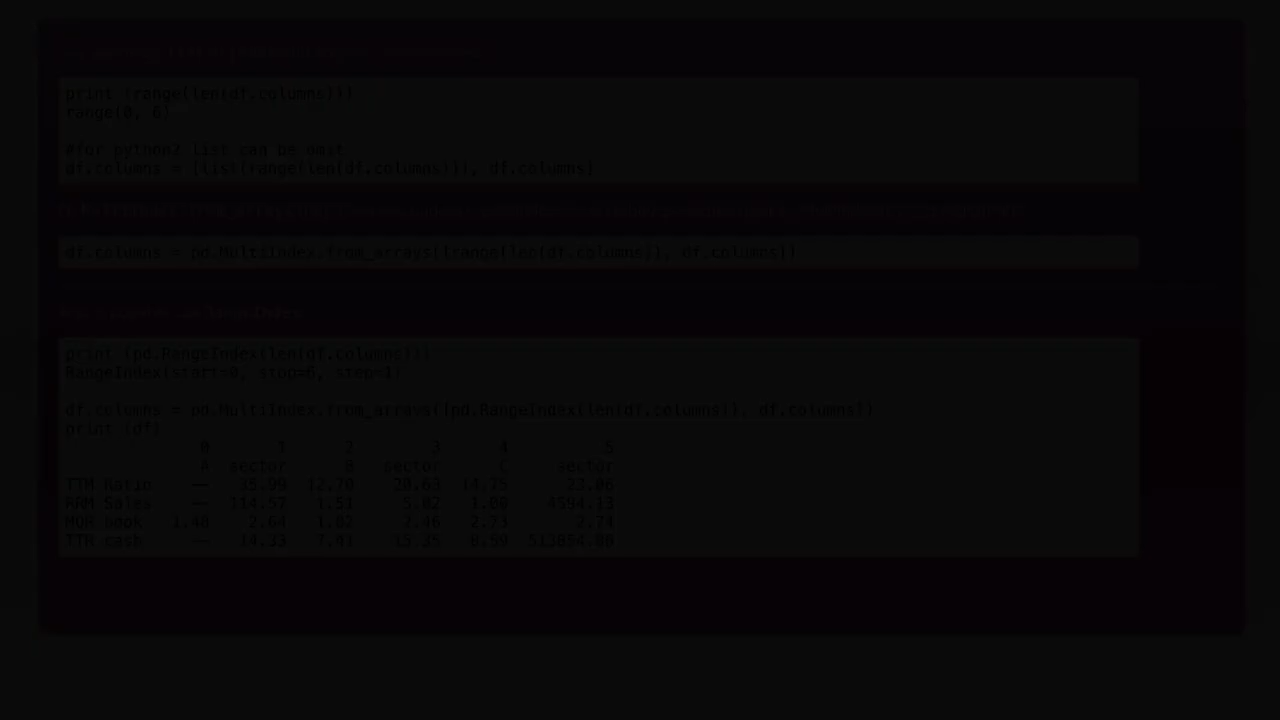 print (range(len(df.columns)))
range(0, 6)
#for python2 list can be omit
df.columns = [list(range(len(df.columns))), df.columns]
df.columns = pd.MultiIndex.from_arrays([range(len(df.columns)), df.columns])
print (pd.RangeIndex(len(df.columns)))
RangeIndex(start=0, stop=6, step=1)
df.columns = pd.MultiIndex.from_arrays([pd.RangeIndex(len(df.columns)), df.columns])
print (df)
0 1 2 3 4 5
A sector B sector C sector
TTM Ratio -- 35.99 12.70 20.63 14.75 23.06
RRM Sales -- 114.57 1.51 5.02 1.00 4594.13
MQR book 1.48 2.64 1.02 2.46 2.73 2.74
TTR cash -- 14.33 7.41 15.35 8.59 513854.00